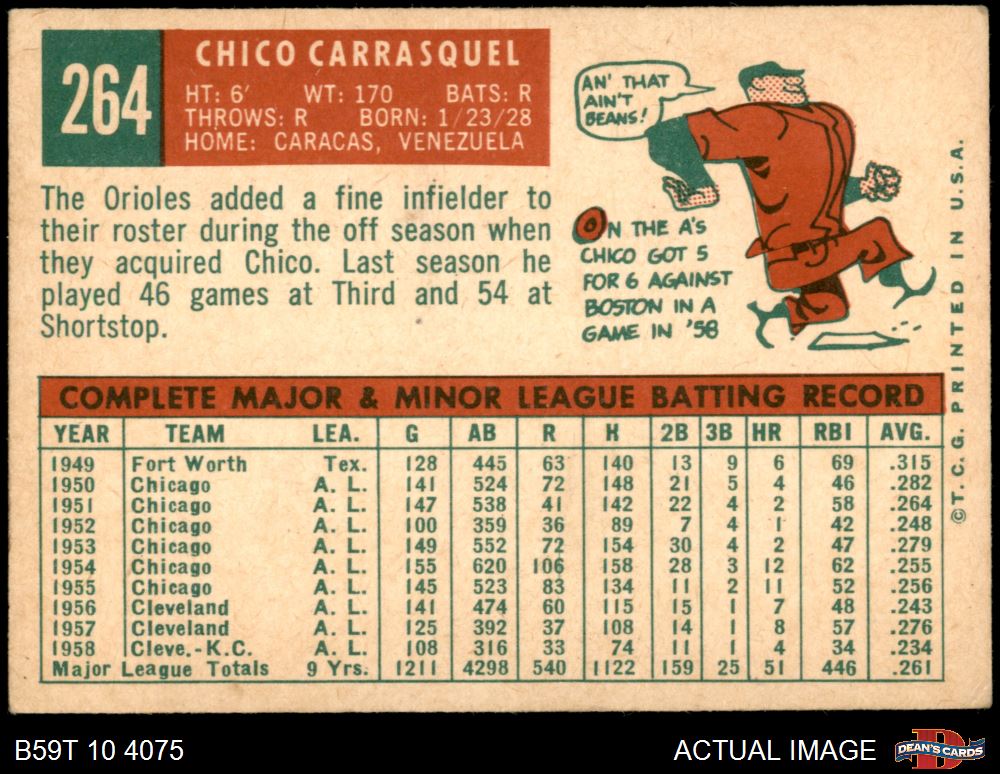 264
CHICO CARRASQUEL
HT: 6' WT: 170 BATS: R
THROWS: R BORN: 1/23/28
HOME: CARACAS, VENEZUELA
The Orioles added a fine infielder to
their roster during the off season when
they acquired Chico. Last season he
played 46 games at Third and 54 at
Shortstop.
AN' THAT
AIN'T
BEANS!
ON THE A'S
CHICO GOT 5
FOR 6 AGAINST
BOSTON IN A
GAME IN '58
COMPLETE MAJOR & MINOR LEAGUE BATTING RECORD
YEAR TEAM LEA. G AB R H 2B 3B HR RBI AVG.
1949 Fort Worth Tex. 128 445 63 140 13 9 6 69 .315
1950 Chicago A. L. 141 524 72 148 21 5 4 46 .282
1951 Chicago A. L. 147 538 41 142 22 4 2 58 .264
1952 Chicago A. L. 100 359 36 89 7 4 1 42 .248
1953 Chicago A. L. 149 552 72 154 30 4 2 47 .279
1954 Chicago A. L. 155 620 106 158 28 3 12 62 .255
1955 Chicago A. L. 145 523 83 134 11 2 11 52 .256
1956 Cleveland A. L. 141 474 60 115 15 1 7 48 .243
1957 Cleveland A. L. 125 392 37 108 14 1 8 57 .276
1958 Cleve.-K.C. A. L. 108 316 33 74 11 1 4 34 .234
Major League Totals 9 Yrs. 1211 4298 540 1122 159 25 51 446 .261
©T. C. G. PRINTED IN U.S.A.
B59T 10 4075
ACTUAL IMAGE
D
DEAN'S CARDS